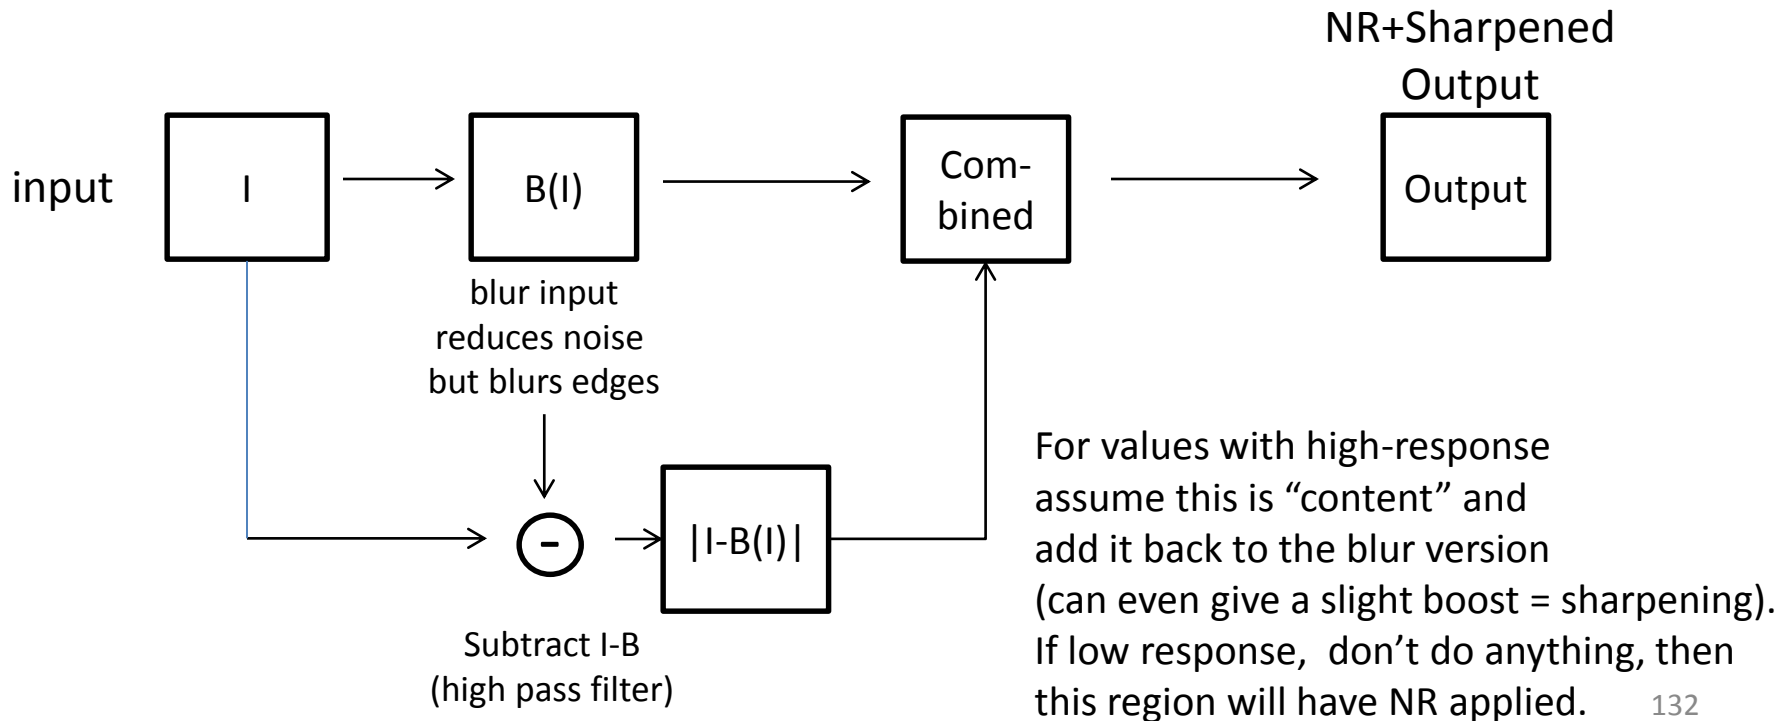 NR+Sharpened
Output
input
I
B(I)
Com-
bined
Output
blur input
reduces noise
but blurs edges
-
|I-B(I)|
Subtract I-B
(high pass filter)
For values with high-response
assume this is “content” and
add it back to the blur version
(can even give a slight boost = sharpening).
If low response,  don’t do anything, then
this region will have NR applied.
132